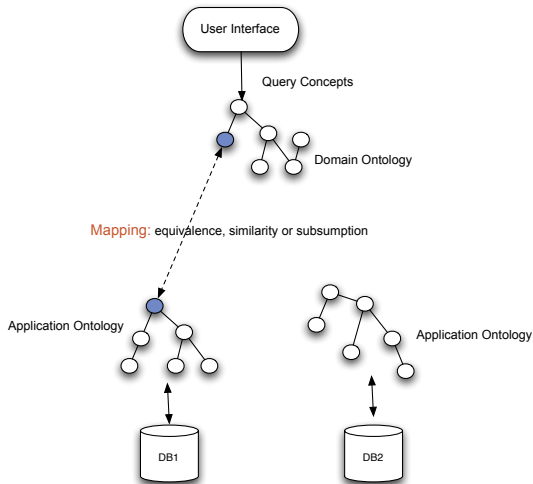 User Interface
Query Concepts
Domain Ontology
Mapping: equivalence, similarity or subsumption
Application Ontology
Application Ontology
DB1
DB2